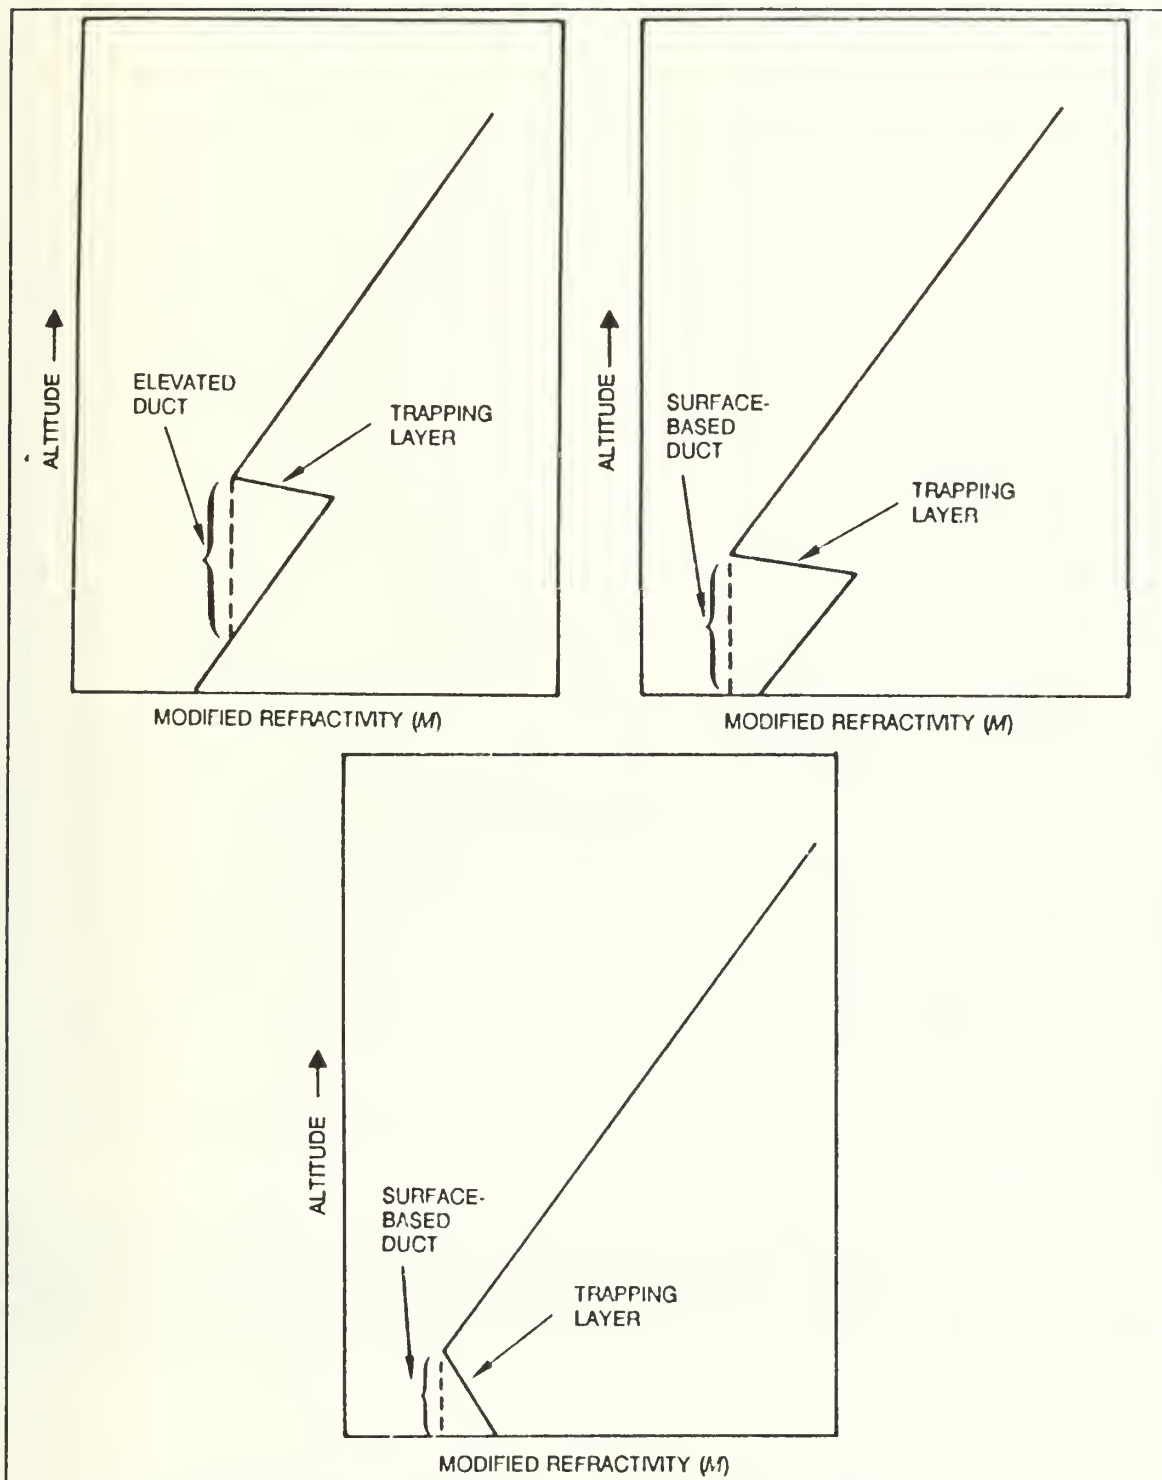 ELEVATED
DUCT
TRAPPING
LAYER
ALTITUDE
MODIFIED REFRACTIVITY (M)
SURFACE-
BASED
DUCT
TRAPPING
LAYER
ALTITUDE
MODIFIED REFRACTIVITY (M)
SURFACE-
BASED
DUCT
TRAPPING
LAYER
ALTITUDE
MODIFIED REFRACTIVITY (M)